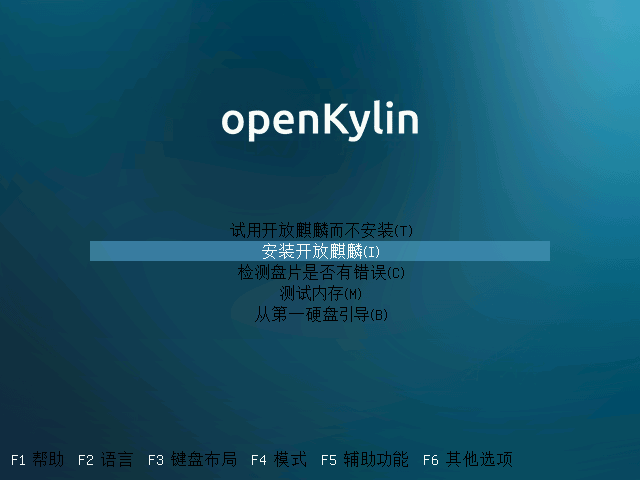 openKylin
试用开放麒麟而不安装(T)
安装开放麒麟(I)
检测盘片是否有错误(C)
测试内存(M)
从第一硬盘引导(B)
F1 帮助 F2 语言 F3 键盘布局 F4 模式 F5 辅助功能 F6 其他选项